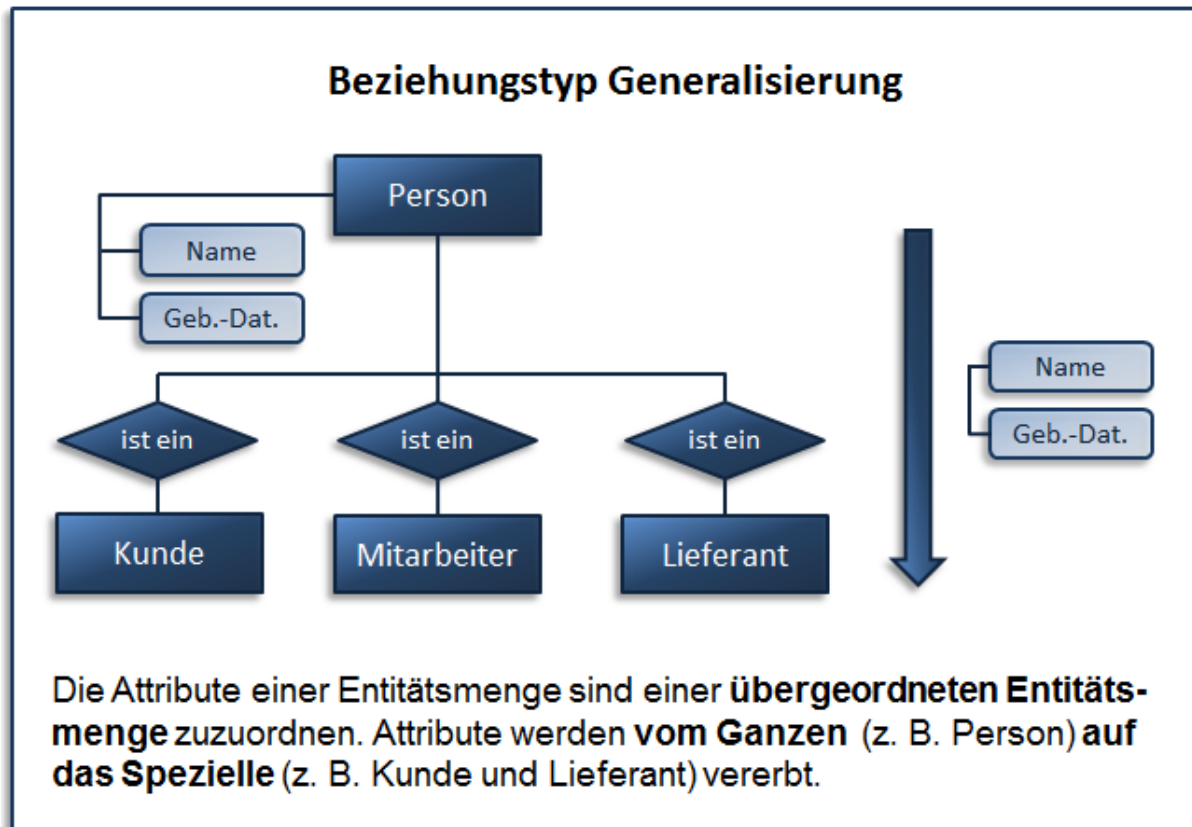 Beziehungstyp Generalisierung
Person
Name
Geb.-Dat.
Name
Geb.-Dat.
ist ein
ist ein
ist ein
Kunde
Mitarbeiter
Lieferant
Die Attribute einer Entitätsmenge sind einer übergeordneten Entitäts-
menge zuzuordnen. Attribute werden vom Ganzen (z. B. Person) auf
das Spezielle (z. B. Kunde und Lieferant) vererbt.